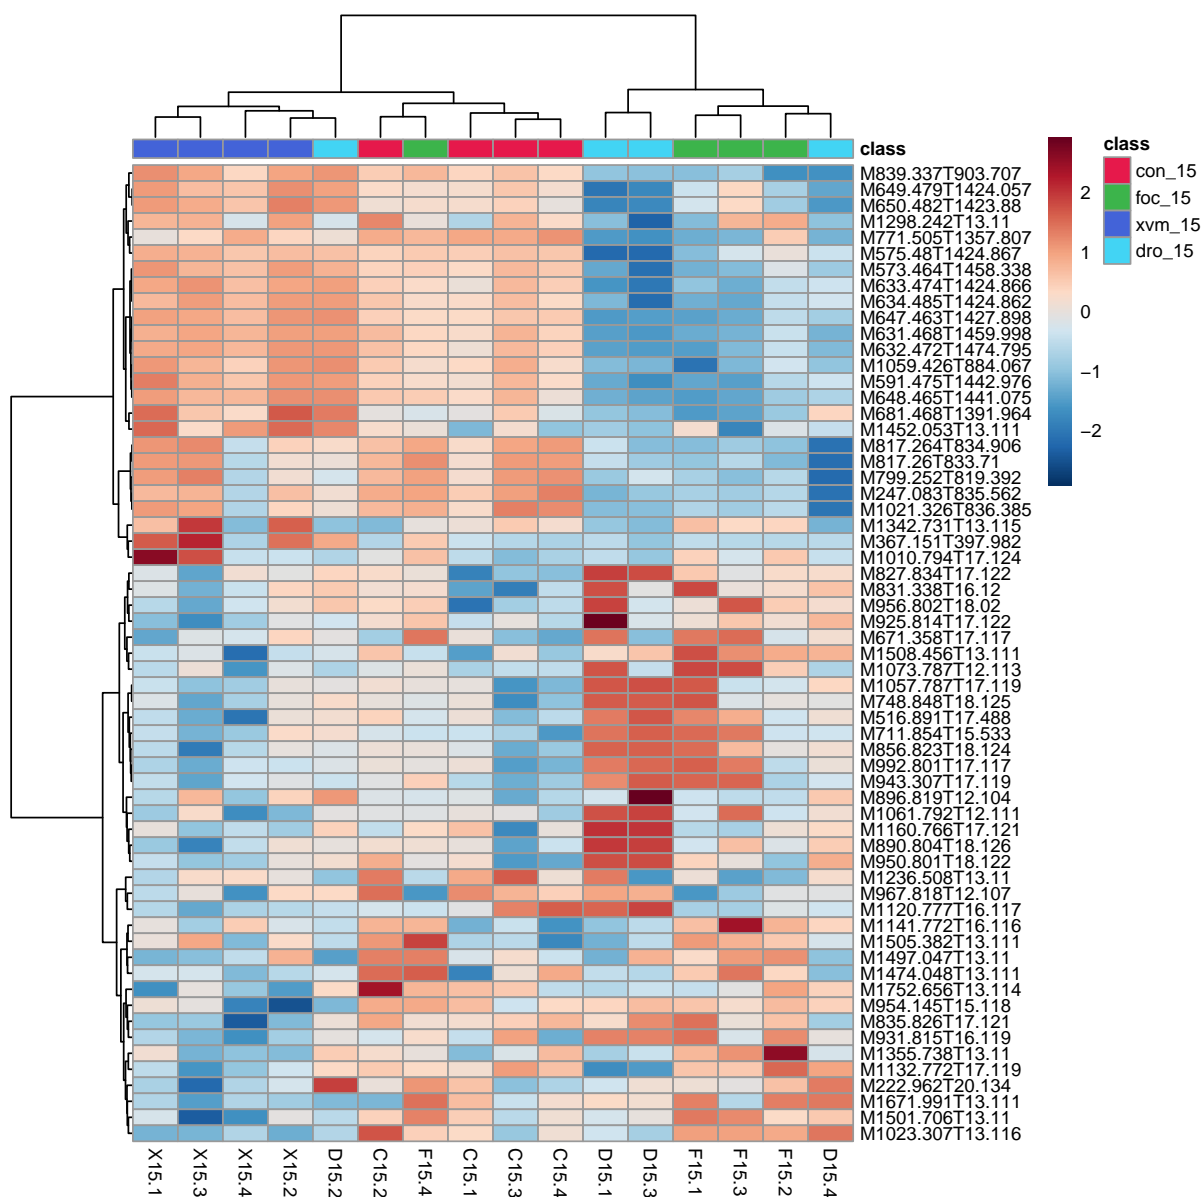 class
M839.337T903.707
M649.479T1424.057
M650.482T1423.88
M1298.242T13.11
M771.505T1357.807
M575.48T1424.867
M573.464T1458.338
M633.474T1424.866
M634.485T1424.862
M647.463T1427.898
M631.468T1459.998
M632.472T1474.795
M1059.426T884.067
M591.475T1442.976
M648.465T1441.075
M681.468T1391.964
M1452.053T13.111
M817.264T834.906
M817.26T833.71
M799.252T819.392
M247.083T835.562
M1021.326T836.385
M1342.731T13.115
M367.151T397.982
M1010.794T17.124
M827.834T17.122
M831.338T16.12
M956.802T18.02
M925.814T17.122
M671.358T17.117
M1508.456T13.111
M1073.787T12.113
M1057.787T17.119
M748.848T18.125
M516.891T17.488
M711.854T15.533
M856.823T18.124
M992.801T17.117
M943.307T17.119
M896.819T12.104
M1061.792T12.111
M1160.766T17.121
M890.804T18.126
M950.801T18.122
M1236.508T13.11
M967.818T12.107
M1120.777T16.117
M1141.772T16.116
M1505.382T13.111
M1497.047T13.11
M1474.048T13.111
M1752.656T13.114
M954.145T15.118
M835.826T17.121
M931.815T16.119
M1355.738T13.11
M1132.772T17.119
M222.962T20.134
M1671.991T13.111
M1501.706T13.11
M1023.307T13.116
X15.1
X15.3
X15.4
X15.2
D15.2
C15.2
F15.4
C15.1
C15.3
C15.4
D15.1
D15.3
F15.1
F15.3
F15.2
D15.4
2
1
0
−1
−2
class
con_15
foc_15
xvm_15
dro_15